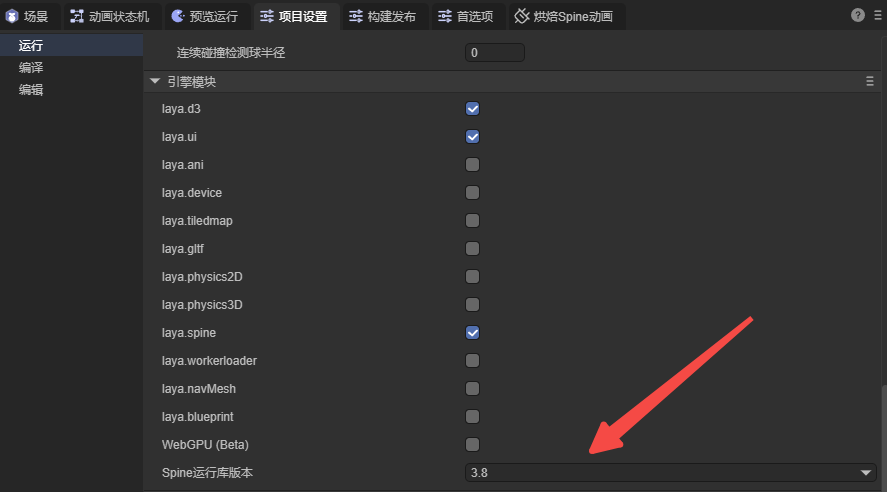 场景 动画状态机 预览运行 项目设置 构建发布 首选项 烘焙Spine动画
运行
编译
编辑
连续碰撞检测球半径 0
引擎模块
laya.d3
laya.ui
laya.ani
laya.device
laya.tiledmap
laya.gltf
laya.physics2D
laya.physics3D
laya.spine
laya.workerloader
laya.navMesh
laya.blueprint
WebGPU (Beta)
Spine运行库版本 3.8